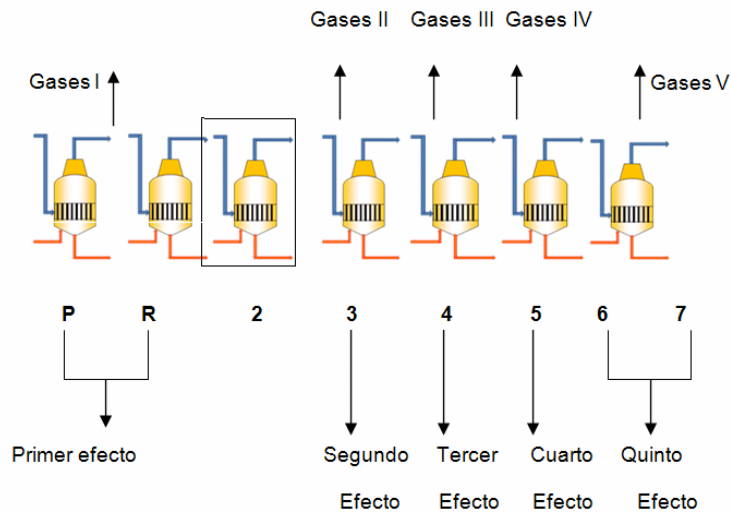 Gases II Gases III Gases IV
Gases I Gases V
P R 2 3 4 5 6 7
Primer efecto Segundo Tercer Cuarto Quinto
Efecto Efecto Efecto Efecto